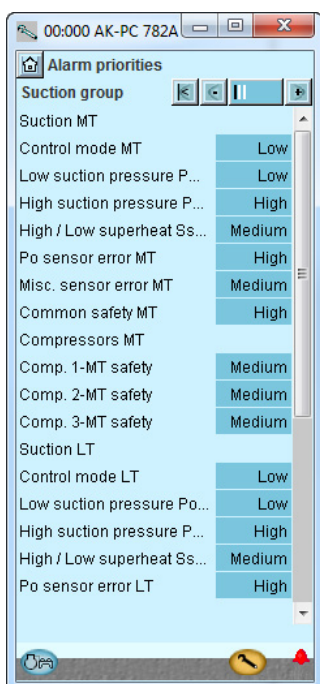 00:000 AK-PC 782A
Alarm priorities
Suction group
Suction MT
Control mode MT Low
Low suction pressure P... Low
High suction pressure P... High
High / Low superheat Ss... Medium
Po sensor error MT Medium
Misc. sensor error MT Medium
Common safety MT High
Compressors MT
Comp. 1-MT safety Medium
Comp. 2-MT safety Medium
Comp. 3-MT safety Medium
Suction LT
Control mode LT Low
Low suction pressure Po... Low
High suction pressure P... High
High / Low superheat Ss... Medium
Po sensor error LT High